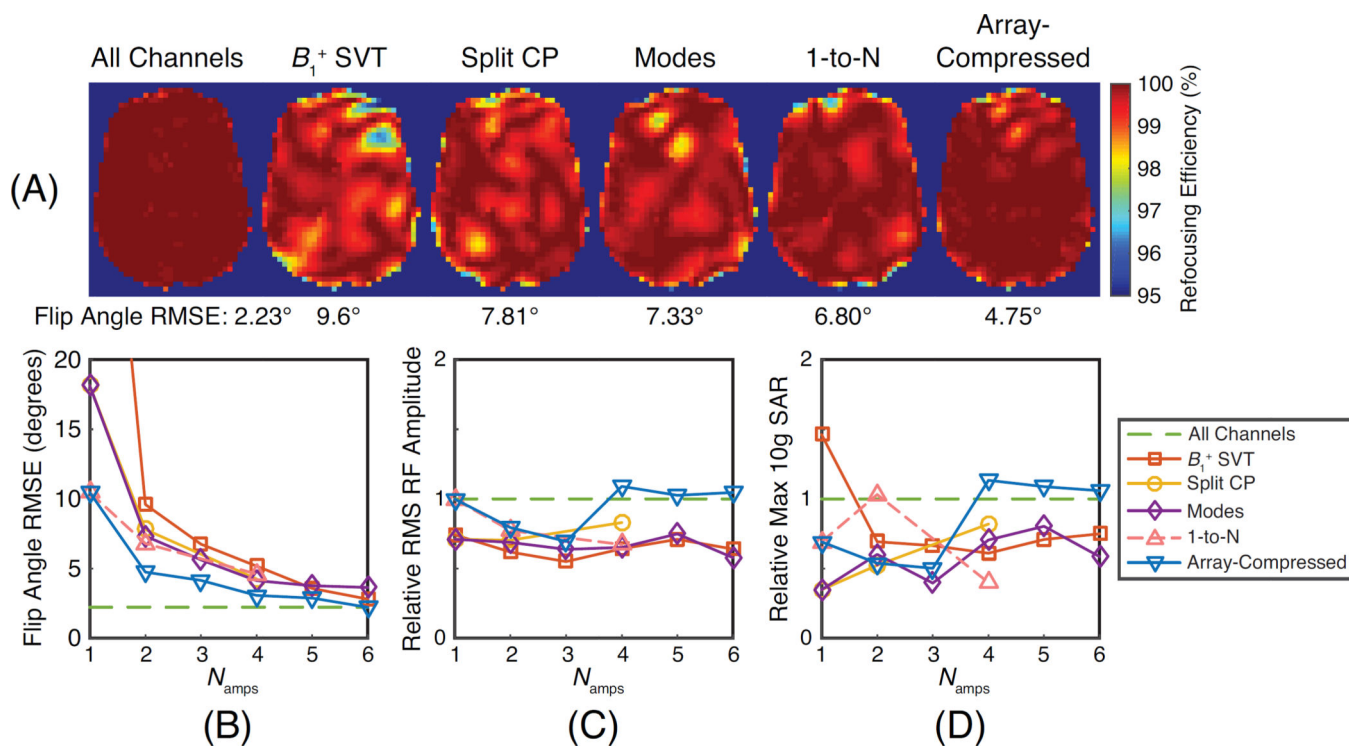 All Channels
B₁⁺ SVT
Split CP
Modes
1-to-N
Array-
Compressed
(A)
100
99
98
97
96
95
Refocusing Efficiency (%)
Flip Angle RMSE: 2.23° 9.6° 7.81° 7.33° 6.80° 4.75°
Flip Angle RMSE (degrees)
20
15
10
5
0
1 2 3 4 5 6
N_amps
(B)
Relative RMS RF Amplitude
2
1
0
1 2 3 4 5 6
N_amps
(C)
Relative Max 10g SAR
2
1
0
1 2 3 4 5 6
N_amps
(D)
All Channels
B₁⁺ SVT
Split CP
Modes
1-to-N
Array-Compressed